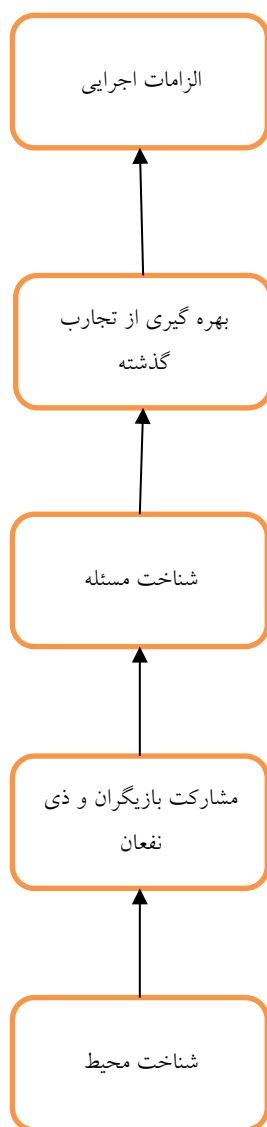 الزامات اجرایی
بهره گیری از تجارب
گذشته
شناخت مسئله
مشارکت بازیگران و ذی
نفعان
شناخت محیط